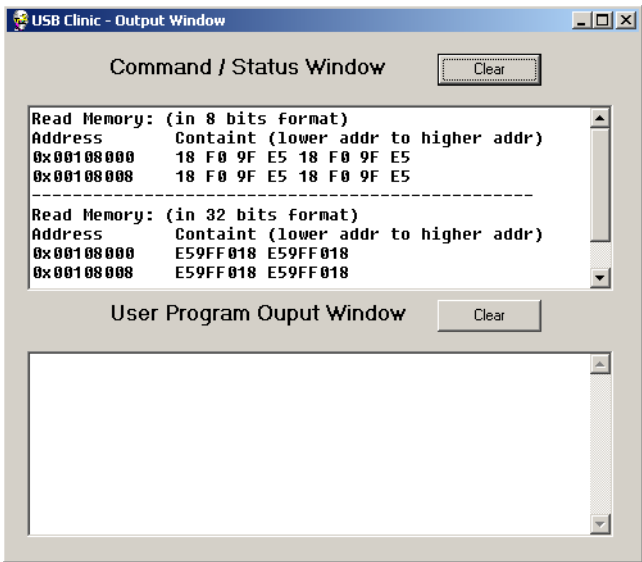 USB Clinic - Output Window
Command / Status Window
Clear
Read Memory: (in 8 bits format)
Address Containt (lower addr to higher addr)
0x00108000 18 F0 9F E5 18 F0 9F E5
0x00108008 18 F0 9F E5 18 F0 9F E5
--------------------------------------------------
Read Memory: (in 32 bits format)
Address Containt (lower addr to higher addr)
0x00108000 E59FF018 E59FF018
0x00108008 E59FF018 E59FF018
User Program Ouput Window
Clear